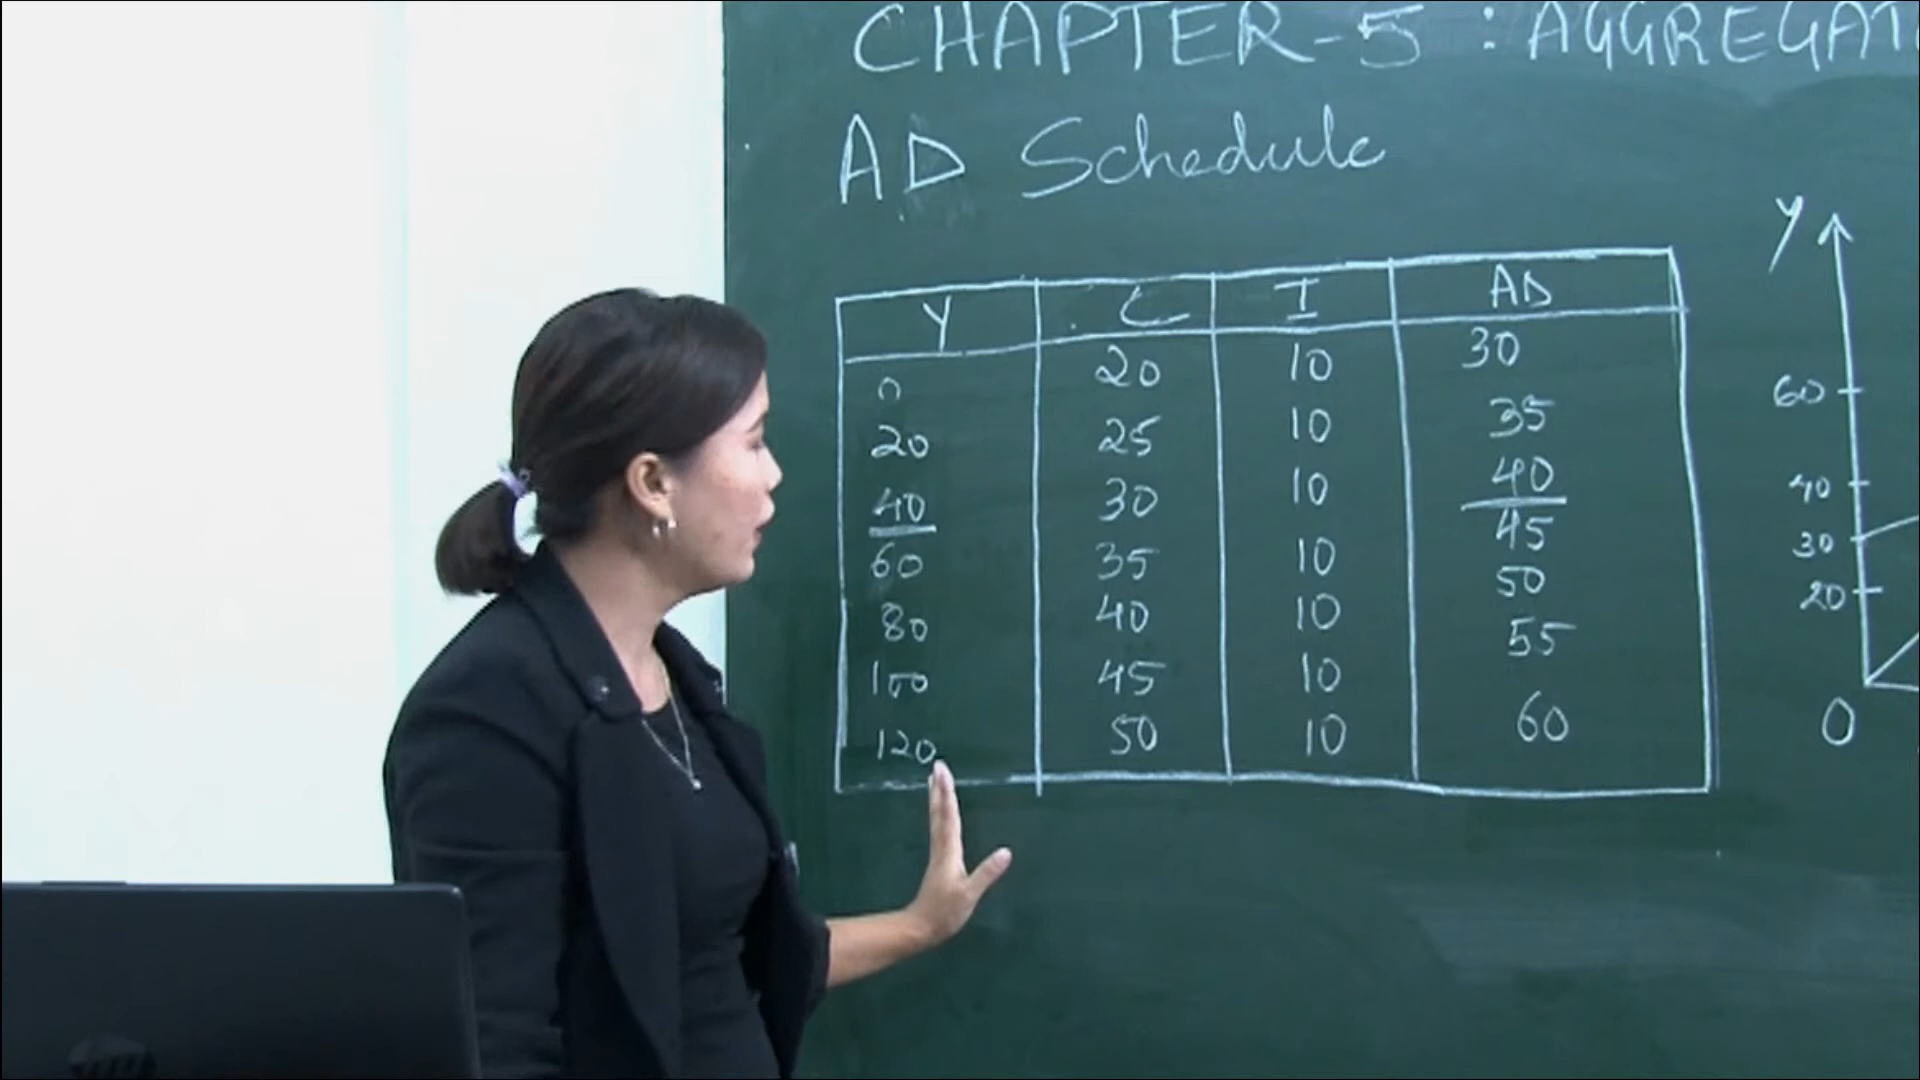 CHAPTER-5 : AGGREGAT
AD Schedule
Y C I AD
0 20 10 30
20 25 10 35
40 30 10 40
60 35 10 45
80 40 10 50
100 45 10 55
120 50 10 60
Y
60
40
30
20
0